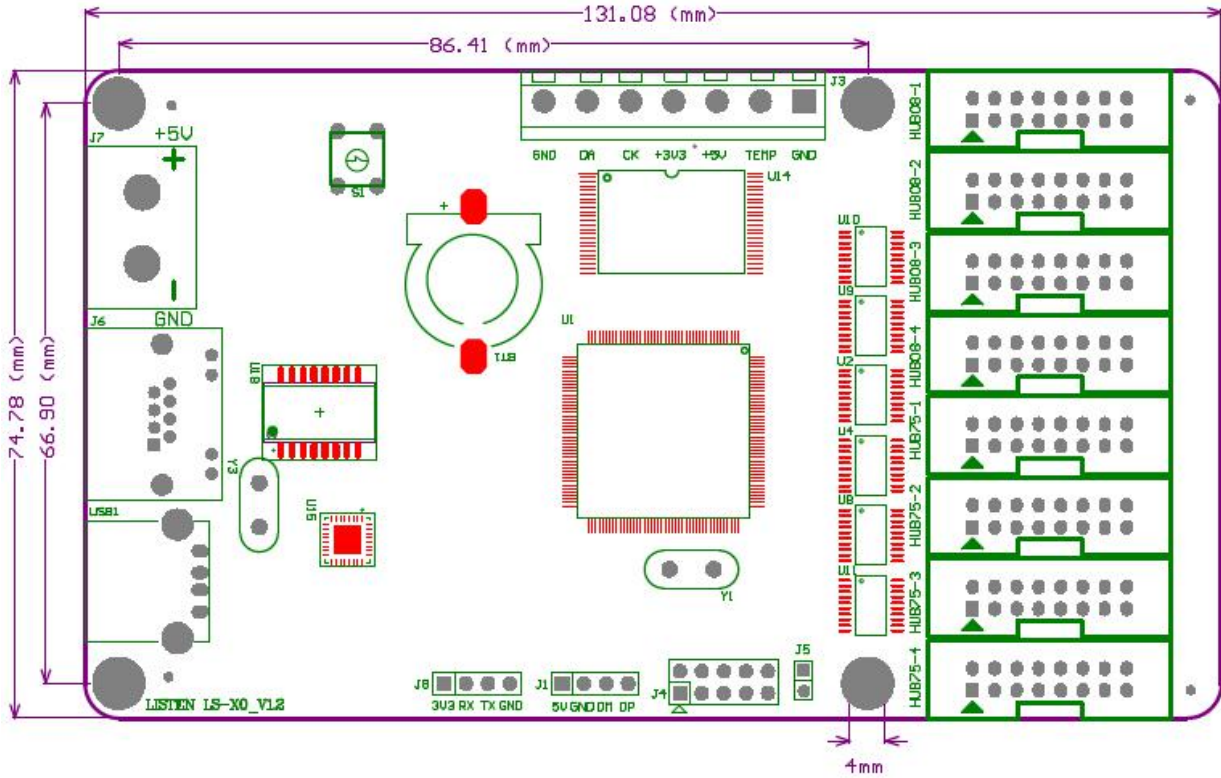 131.08 (mm)
86.41 (mm)
74.78 (mm)
66.90 (mm)
J7
+5V
+
-
GND
S1
J3
GND DA CK +3V3 +5V TEMP GND
U14
HUB08-1
HUB08-2
HUB08-3
HUB08-4
HUB75-1
HUB75-2
HUB75-3
HUB75-4
U10
U9
U2
U4
U8
U11
+
BT1
U1
J6
U18
+
Y3
U15
USB1
Y1
J8
3V3 RX TX GND
J1
5V GND DM DP
J4
J5
LISTEN LS-X0_V12
4mm